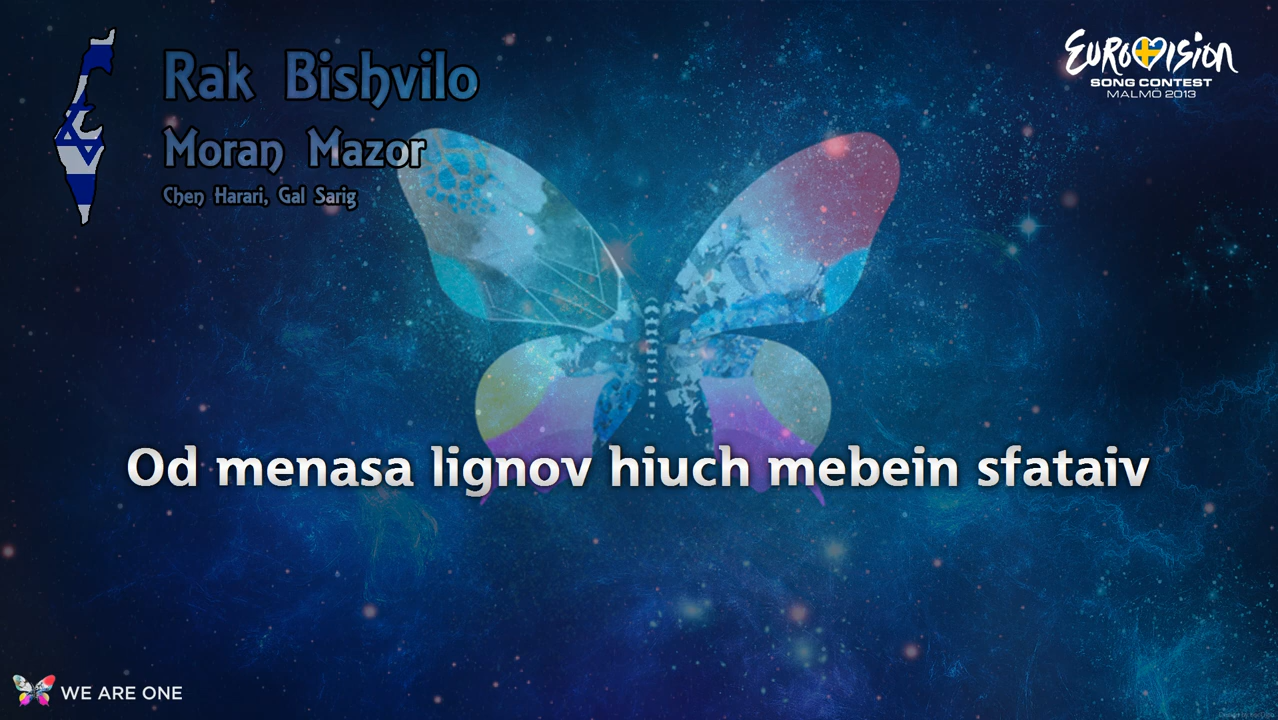 Rak Bishvilo
Moran Mazor
Chen Harari, Gal Sarig
EUROVISION
SONG CONTEST
MALMÖ 2013
Od menasa lignov hiuch mebein sfataiv
WE ARE ONE